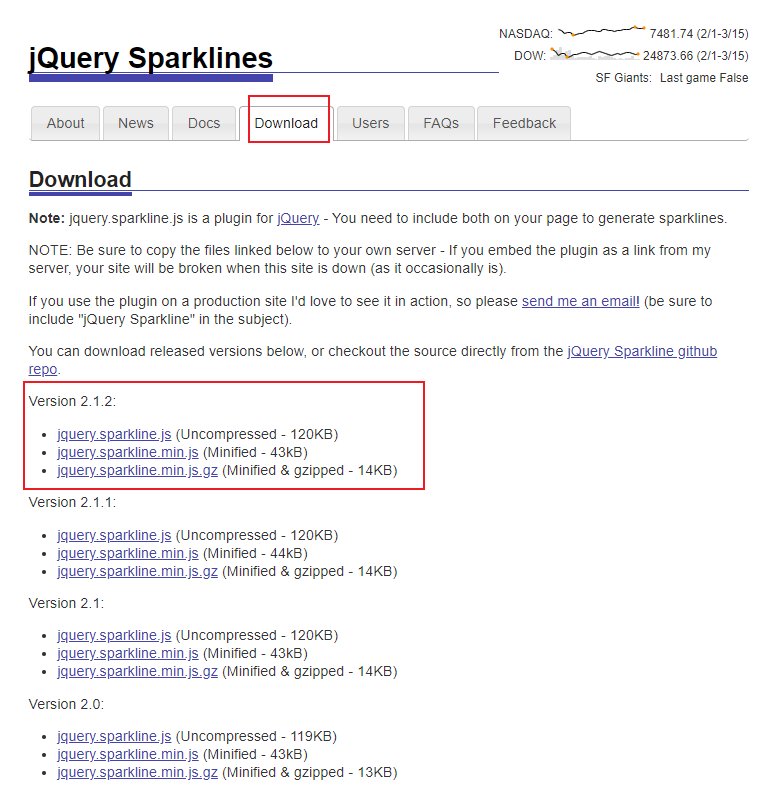 jQuery Sparklines
NASDAQ: 7481.74 (2/1-3/15)
DOW: 24873.66 (2/1-3/15)
SF Giants: Last game False
About News Docs Download Users FAQs Feedback
Download
Note: jquery.sparkline.js is a plugin for jQuery - You need to include both on your page to generate sparklines.
NOTE: Be sure to copy the files linked below to your own server - If you embed the plugin as a link from my
server, your site will be broken when this site is down (as it occasionally is).
If you use the plugin on a production site I'd love to see it in action, so please send me an email! (be sure to
include "jQuery Sparkline" in the subject).
You can download released versions below, or checkout the source directly from the jQuery Sparkline github
repo.
Version 2.1.2:
• jquery.sparkline.js (Uncompressed - 120KB)
• jquery.sparkline.min.js (Minified - 43kB)
• jquery.sparkline.min.js.gz (Minified & gzipped - 14KB)
Version 2.1.1:
• jquery.sparkline.js (Uncompressed - 120KB)
• jquery.sparkline.min.js (Minified - 44kB)
• jquery.sparkline.min.js.gz (Minified & gzipped - 14KB)
Version 2.1:
• jquery.sparkline.js (Uncompressed - 120KB)
• jquery.sparkline.min.js (Minified - 43kB)
• jquery.sparkline.min.js.gz (Minified & gzipped - 14KB)
Version 2.0:
• jquery.sparkline.js (Uncompressed - 119KB)
• jquery.sparkline.min.js (Minified - 43kB)
• jquery.sparkline.min.js.gz (Minified & gzipped - 13KB)